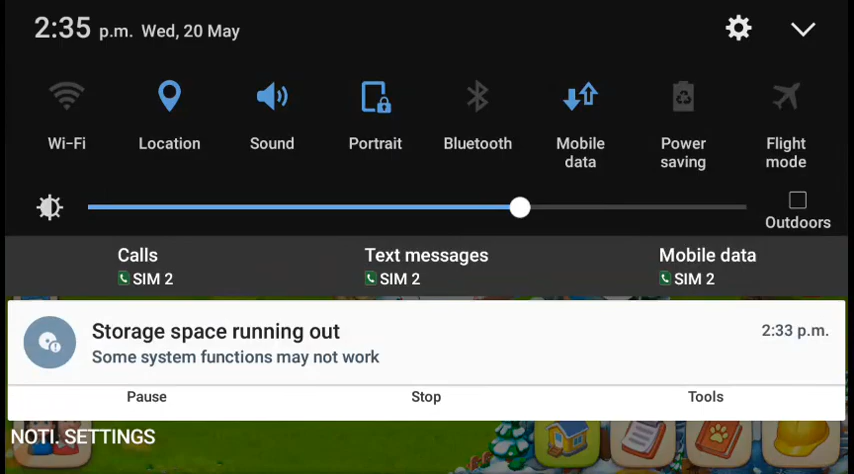 2:35 p.m. Wed, 20 May
Wi-Fi Location Sound Portrait Bluetooth Mobile data Power saving Flight mode
Outdoors
Calls Text messages Mobile data
SIM 2 SIM 2 SIM 2
Storage space running out 2:33 p.m.
Some system functions may not work
Pause Stop Tools
NOTI. SETTINGS